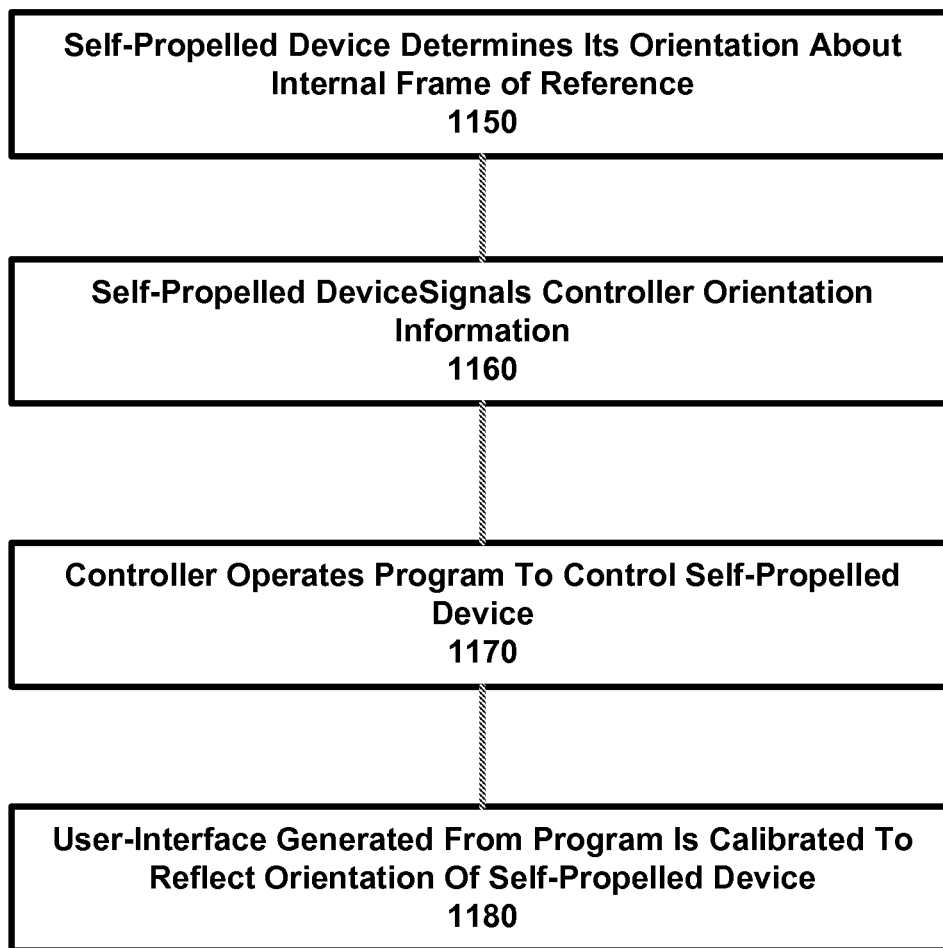 Self-Propelled Device Determines Its Orientation About
Internal Frame of Reference
1150
Self-Propelled DeviceSignals Controller Orientation
Information
1160
Controller Operates Program To Control Self-Propelled
Device
1170
User-Interface Generated From Program Is Calibrated To
Reflect Orientation Of Self-Propelled Device
1180